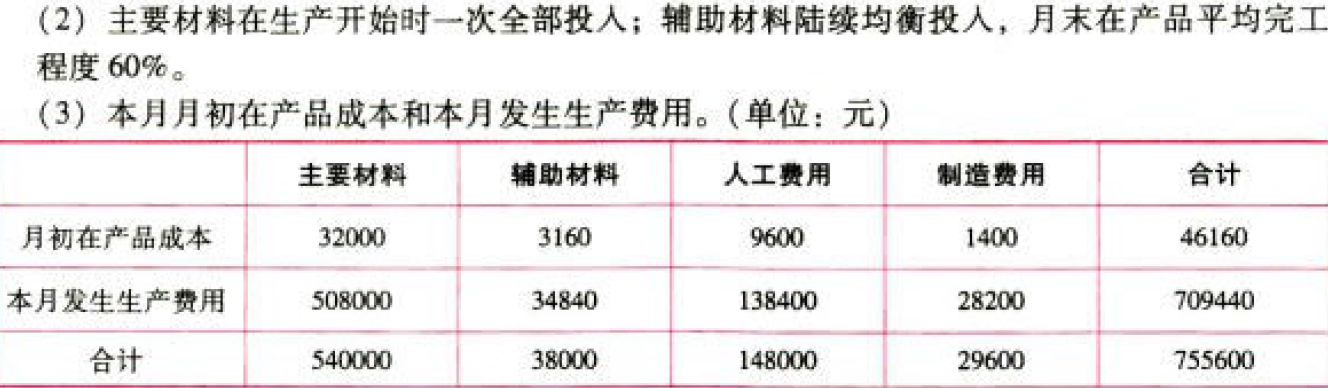 (2) 主要材料在生产开始时一次全部投入；辅助材料陆续均衡投入，月末在产品平均完工
程度60%。
(3) 本月月初在产品成本和本月发生生产费用。(单位：元)
主要材料 辅助材料 人工费用 制造费用 合计
月初在产品成本 32000 3160 9600 1400 46160
本月发生生产费用 508000 34840 138400 28200 709440
合计 540000 38000 148000 29600 755600